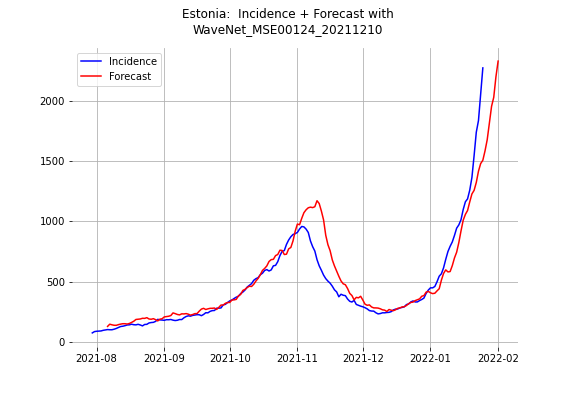 Estonia:  Incidence + Forecast with
WaveNet_MSE00124_20211210
Incidence
Forecast
2000
1500
1000
500
0
2021-08 2021-09 2021-10 2021-11 2021-12 2022-01 2022-02